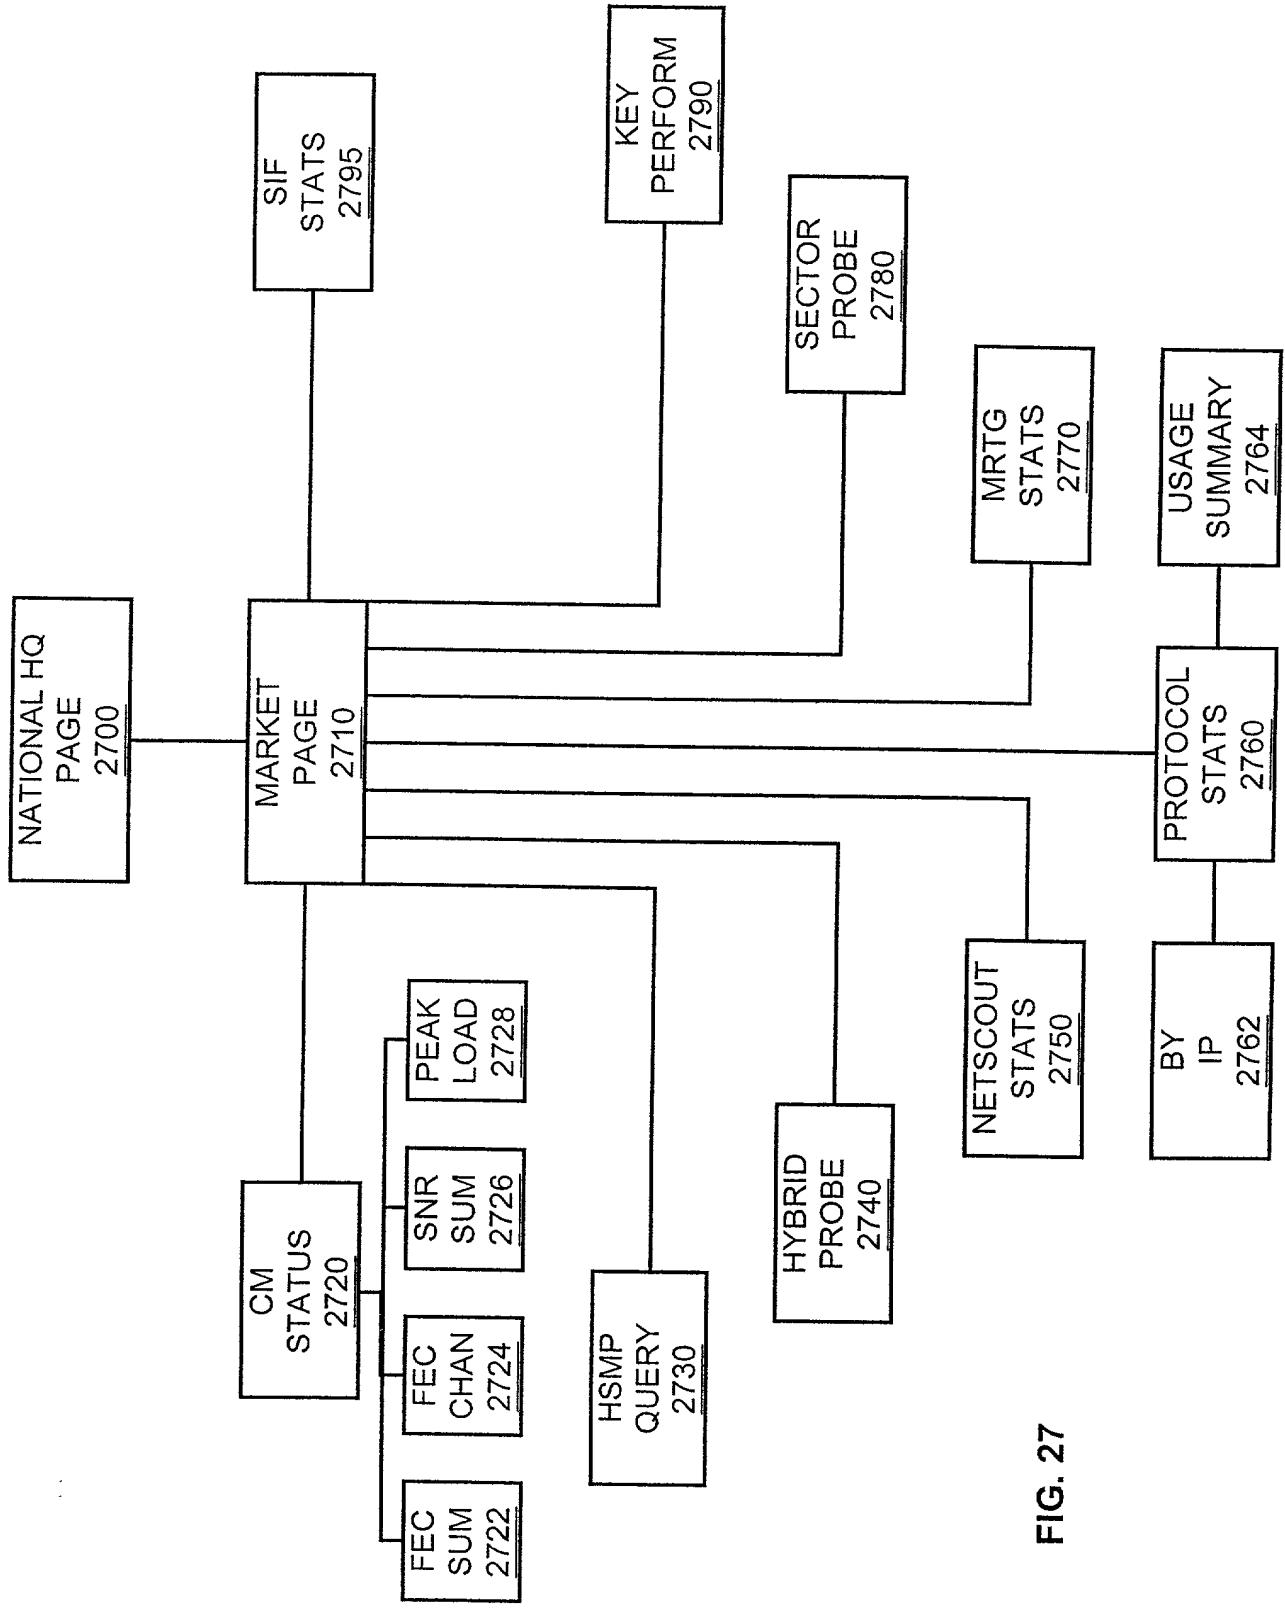 NATIONAL HQ
PAGE
2700
MARKET
PAGE
2710
CM
STATUS
2720
SIF
STATS
2795
FEC
SUM
2722
FEC
CHAN
2724
SNR
SUM
2726
PEAK
LOAD
2728
HSMP
QUERY
2730
KEY
PERFORM
2790
HYBRID
PROBE
2740
SECTOR
PROBE
2780
NETSCOUT
STATS
2750
MRTG
STATS
2770
BY
IP
2762
PROTOCOL
STATS
2760
USAGE
SUMMARY
2764
FIG. 27